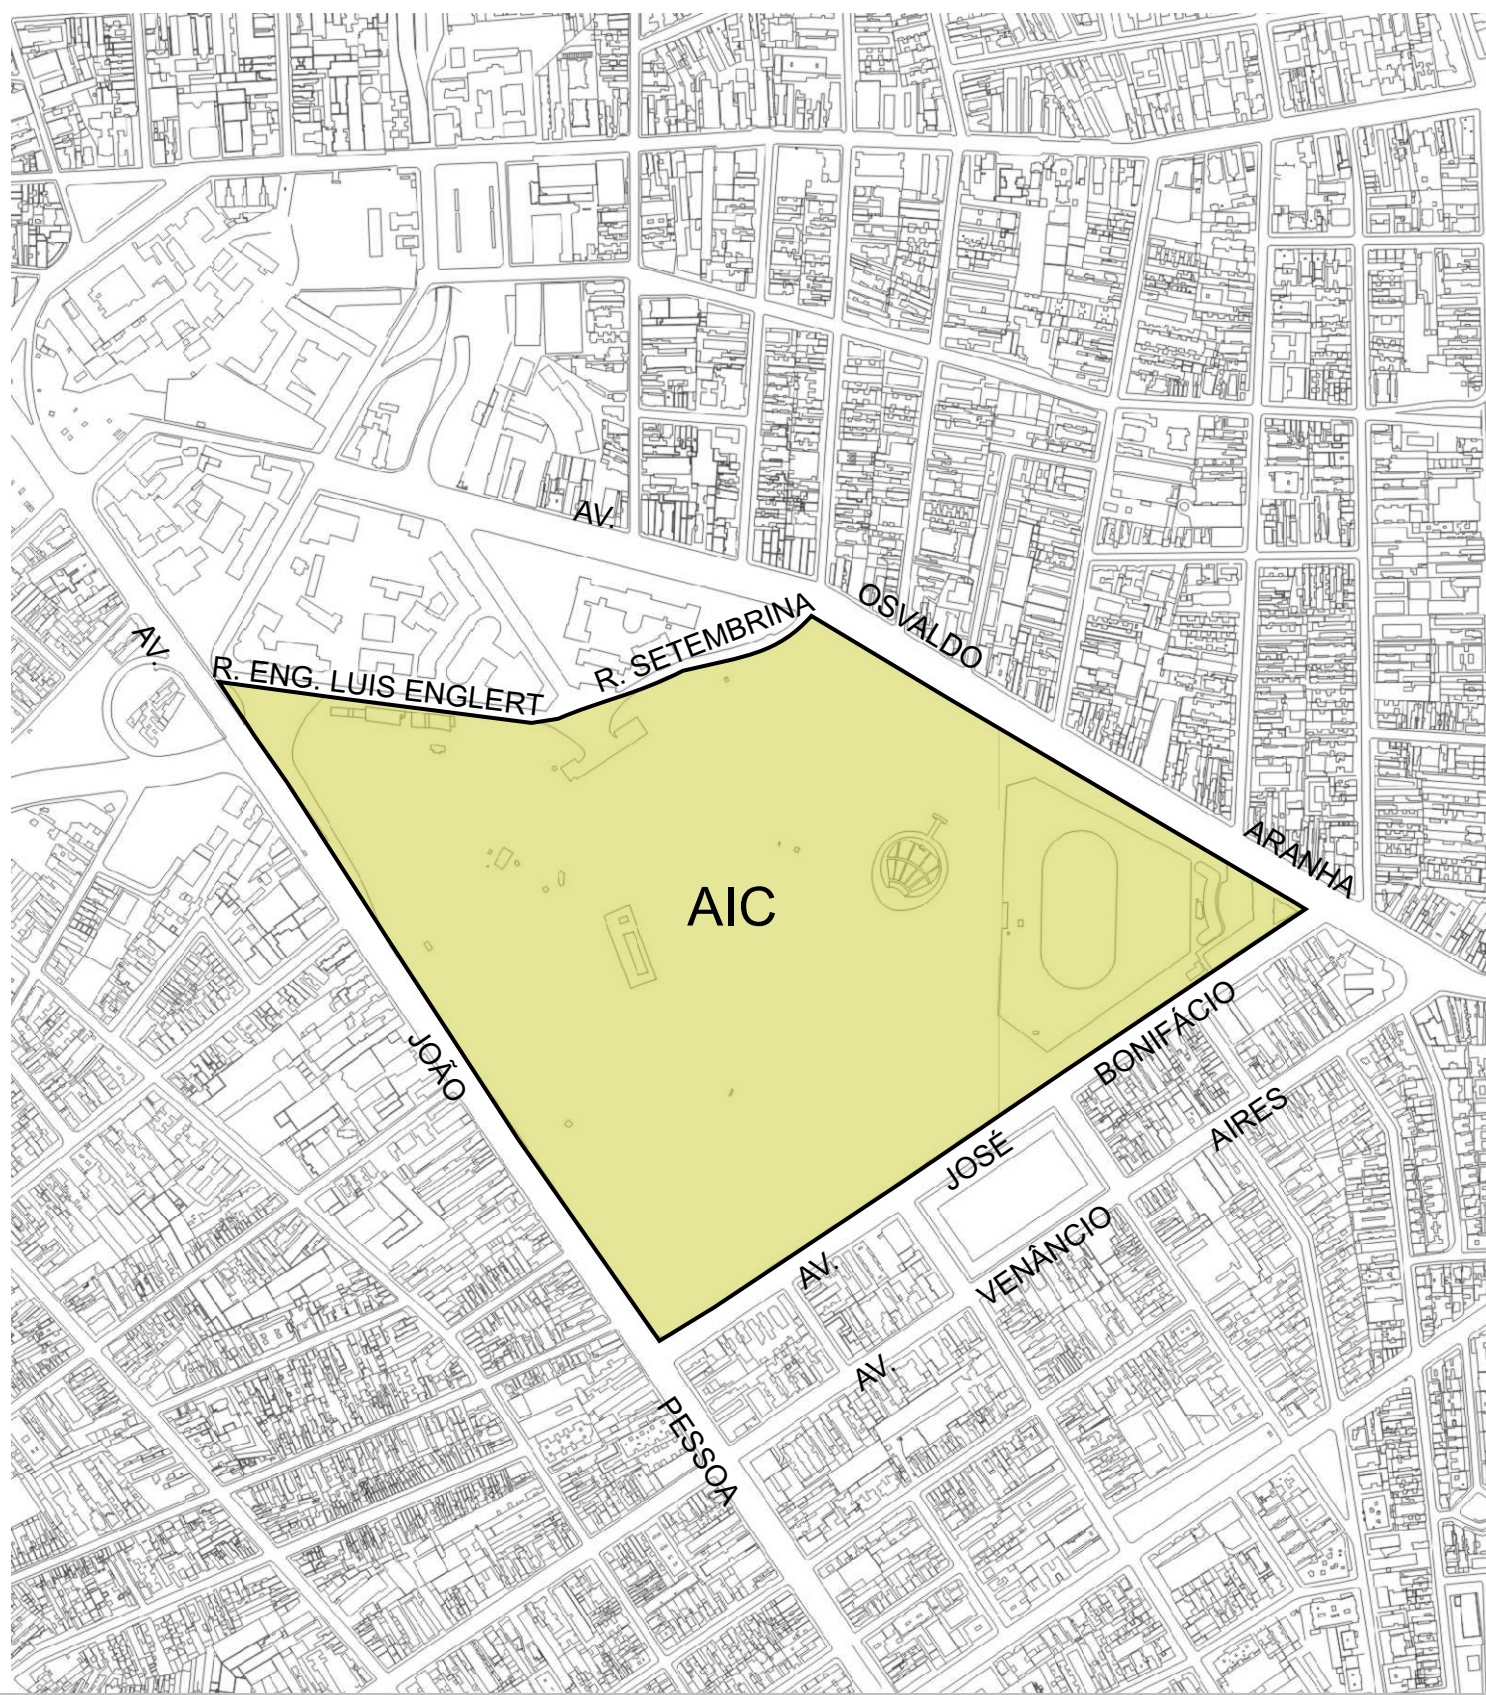 AV. OSVALDO ARANHA
R. SETEMBRINA
R. ENG. LUIS ENGLERT
AV. JOÃO PESSOA
AIC
AV. JOSÉ BONIFÁCIO
AV. VENÂNCIO AIRES